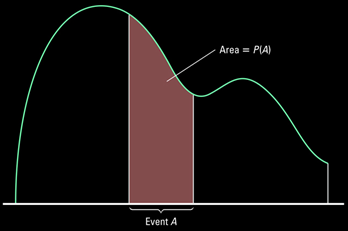 Area = P(A)
Event A